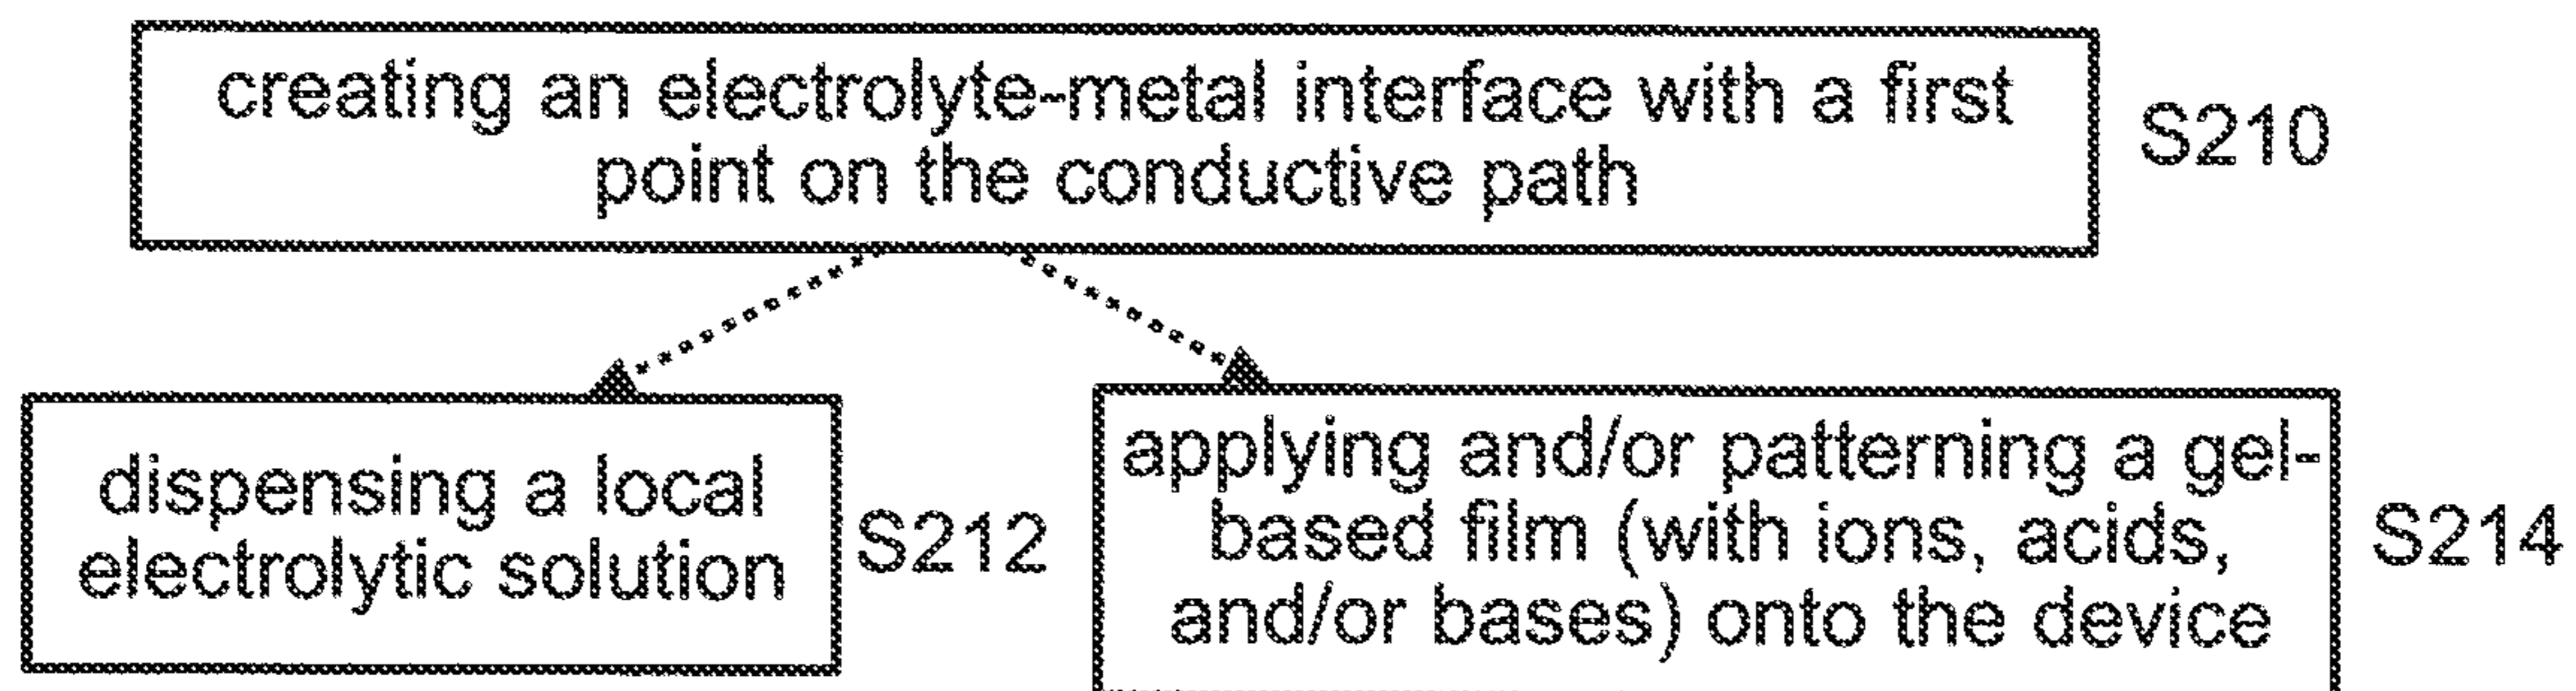 creating an electrolyte-metal interface with a first
point on the conductive path
S210
dispensing a local
electrolytic solution
S212
applying and/or patterning a gel-
based film (with ions, acids,
and/or bases) onto the device
S214